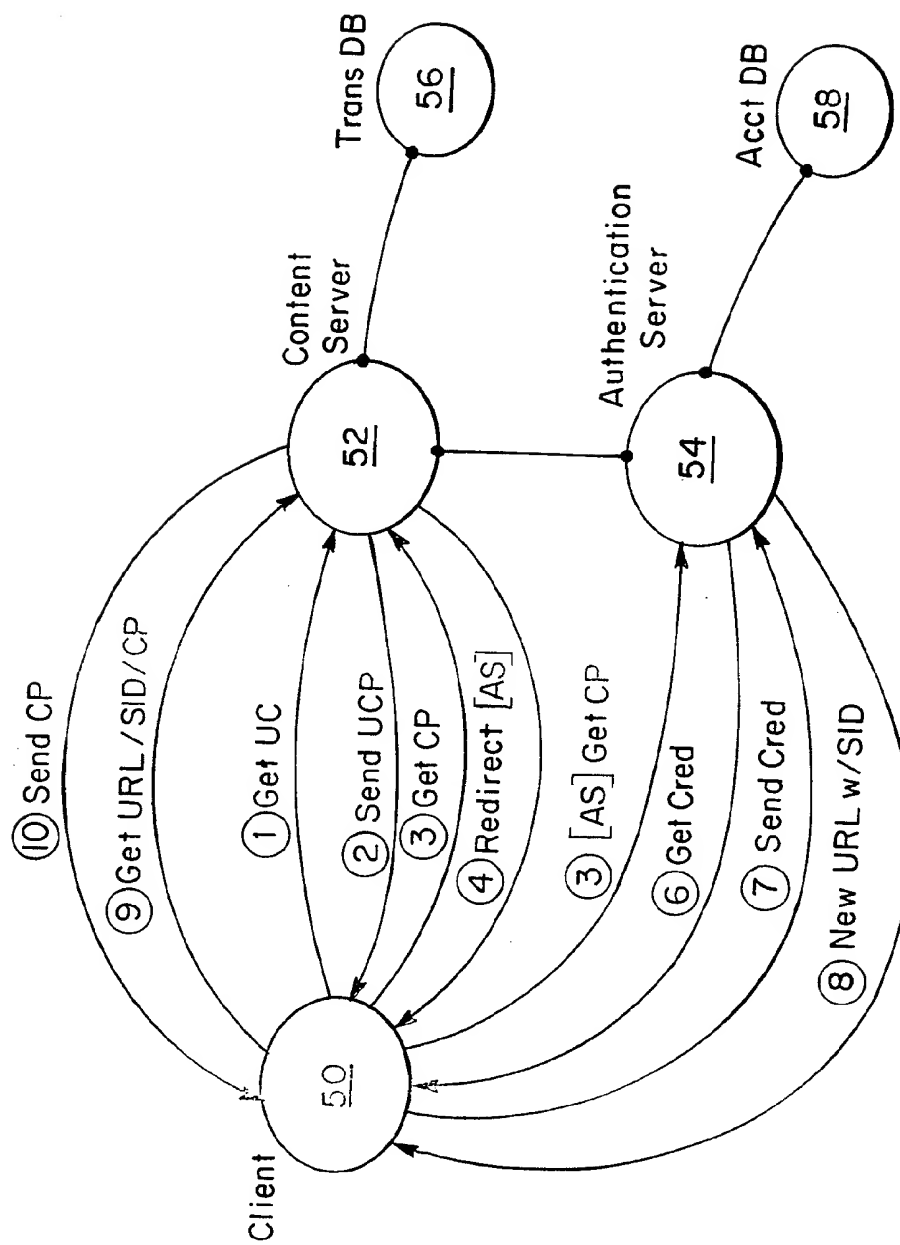 Client
50
⑩ Send CP
⑨ Get URL/SID/CP
① Get UC
② Send UCP
③ Get CP
④ Redirect [AS]
③ [AS] Get CP
⑥ Get Cred
⑦ Send Cred
⑧ New URL w/SID
Content
Server
52
Authentication
Server
54
Trans DB
56
Acct DB
58